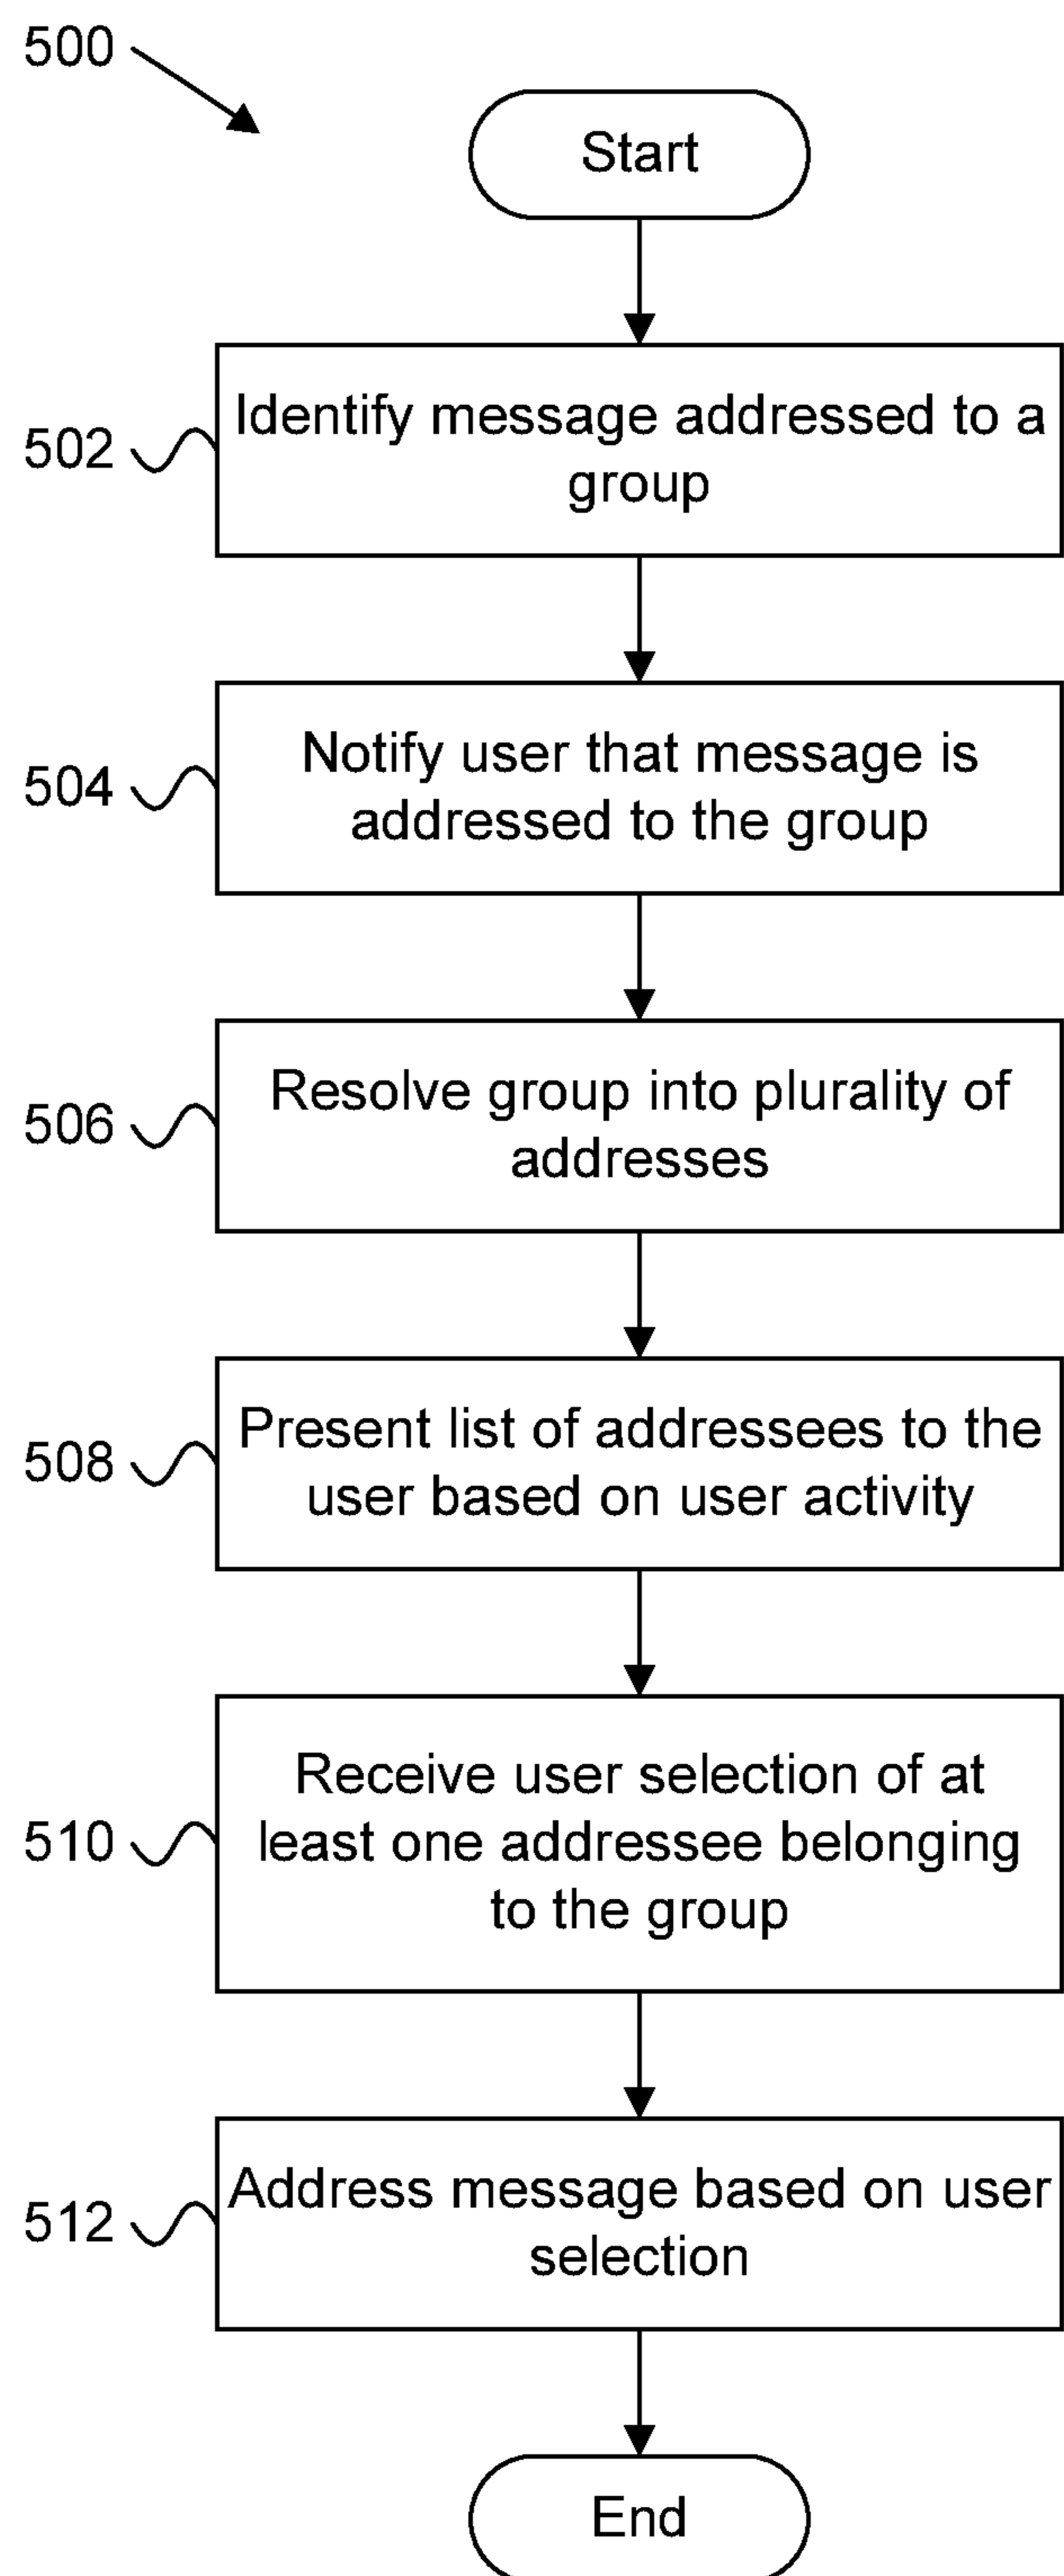 500
Start
502
Identify message addressed to a
group
504
Notify user that message is
addressed to the group
506
Resolve group into plurality of
addresses
508
Present list of addressees to the
user based on user activity
510
Receive user selection of at
least one addressee belonging
to the group
512
Address message based on user
selection
End